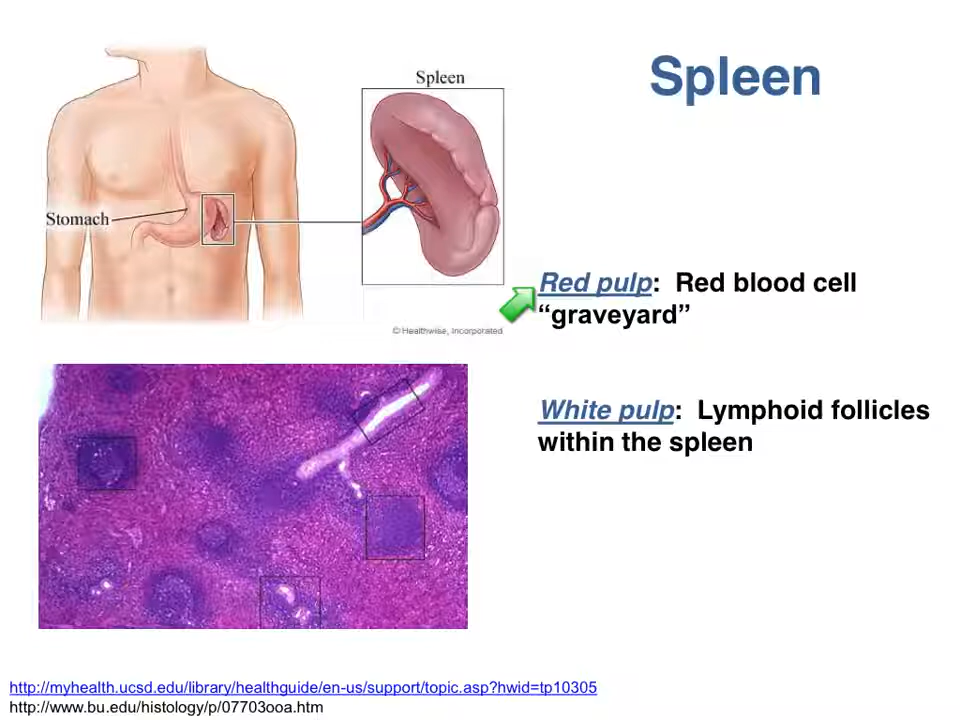 Spleen
Spleen
Stomach
Red pulp: Red blood cell
“graveyard”
© Healthwise, Incorporated
White pulp: Lymphoid follicles
within the spleen
http://myhealth.ucsd.edu/library/healthguide/en-us/support/topic.asp?hwid=tp10305
http://www.bu.edu/histology/p/07703ooa.htm